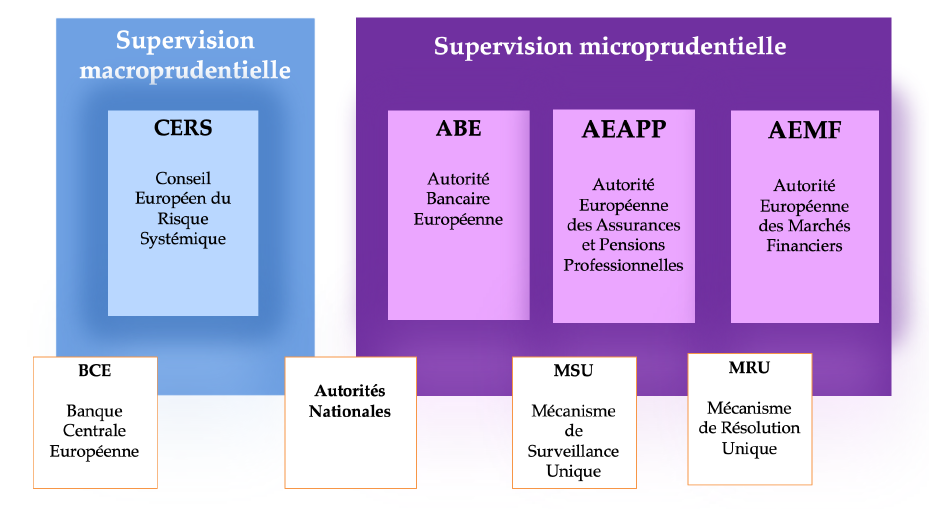 Supervision
macroprudentielle
CERS
Conseil
Européen du
Risque
Systémique
Supervision microprudentielle
ABE
Autorité
Bancaire
Européenne
AEAPP
Autorité
Européenne
des Assurances
et Pensions
Professionnelles
AEMF
Autorité
Européenne
des Marchés
Financiers
BCE
Banque
Centrale
Européenne
Autorités
Nationales
MSU
Mécanisme
de
Surveillance
Unique
MRU
Mécanisme
de Résolution
Unique